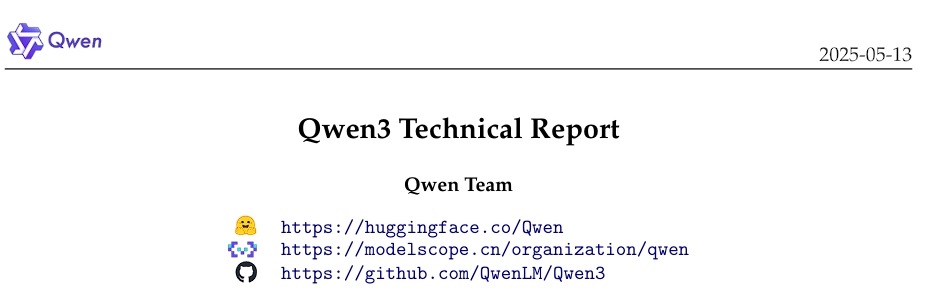 Qwen
2025-05-13
Qwen3 Technical Report
Qwen Team
https://huggingface.co/Qwen
https://modelscope.cn/organization/qwen
https://github.com/QwenLM/Qwen3